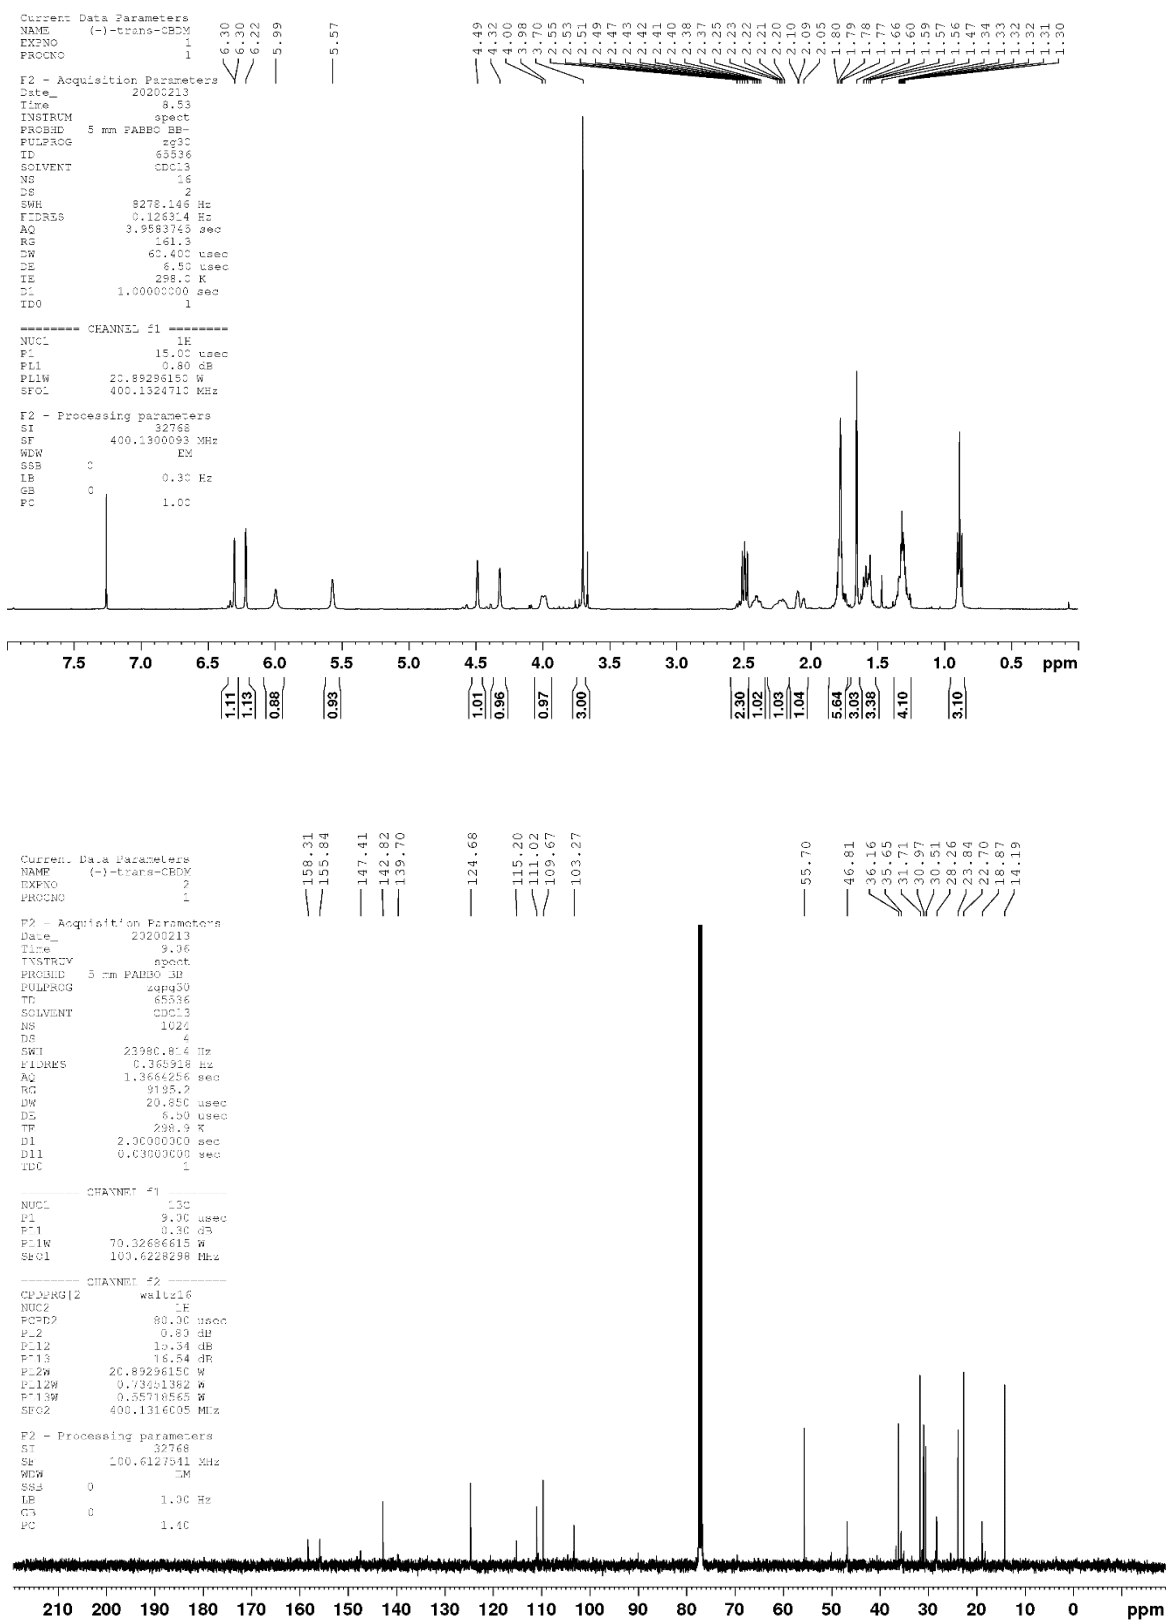 Current Data Parameters
NAME (-)-trans-CBDM
EXPNO 1
PROCNO 1
F2 - Acquisition Parameters
Date_ 20200213
Time 8.53
INSTRUM spect
PROBHD 5 mm PABBO BB-
PULPROG zg30
TD 65536
SOLVENT CDCl3
NS 16
DS 2
SWH 8278.146 Hz
FIDRES 0.126314 Hz
AQ 3.9583745 sec
RG 161.3
DW 60.400 usec
DE 6.50 usec
TE 298.0 K
D1 1.00000000 sec
TD0 1
======== CHANNEL f1 ========
NUC1 1H
P1 15.00 usec
PL1 0.80 dB
PL1W 20.89296150 W
SFO1 400.1324710 MHz
F2 - Processing parameters
SI 32768
SF 400.1300093 MHz
WDW EM
SSB 0
LB 0.30 Hz
GB 0
PC 1.00
6.30
6.30
6.22
5.99
5.57
4.49
4.32
4.00
3.98
3.70
2.55
2.53
2.51
2.49
2.47
2.43
2.42
2.41
2.40
2.38
2.37
2.25
2.23
2.22
2.21
2.20
2.10
2.09
2.05
1.80
1.79
1.78
1.77
1.66
1.60
1.59
1.57
1.56
1.47
1.34
1.33
1.32
1.32
1.31
1.30
7.5 7.0 6.5 6.0 5.5 5.0 4.5 4.0 3.5 3.0 2.5 2.0 1.5 1.0 0.5 ppm
1.11
1.13
0.88
0.93
1.01
0.96
0.97
3.00
2.30
1.02
1.03
1.04
5.64
3.03
3.38
4.10
3.10
Current Data Parameters
NAME (-)-trans-CBDM
EXPNO 2
PROCNO 1
F2 - Acquisition Parameters
Date_ 20200213
Time 9.06
INSTRUM spect
PROBHD 5 mm PABBO BB
PULPROG zgpg30
TD 65536
SOLVENT CDCl3
NS 1024
DS 4
SWH 23980.814 Hz
FIDRES 0.365918 Hz
AQ 1.3664256 sec
RG 9195.2
DW 20.850 usec
DE 6.50 usec
TE 298.9 K
D1 2.00000000 sec
D11 0.03000000 sec
TD0 1
======== CHANNEL f1 ========
NUC1 13C
P1 9.00 usec
PL1 0.30 dB
PL1W 70.32686615 W
SFO1 100.6228298 MHz
======== CHANNEL f2 ========
CPDPRG[2 waltz16
NUC2 1H
PCPD2 80.00 usec
PL2 0.80 dB
PL12 15.34 dB
PL13 16.54 dB
PL2W 20.89296150 W
PL12W 0.73451382 W
PL13W 0.55718565 W
SFO2 400.1316005 MHz
F2 - Processing parameters
SI 32768
SF 100.6127541 MHz
WDW EM
SSB 0
LB 1.00 Hz
GB 0
PC 1.40
158.31
155.84
147.41
142.82
139.70
124.68
115.20
111.02
109.67
103.27
55.70
46.81
36.16
35.65
31.71
30.97
30.51
28.26
23.84
22.70
18.87
14.19
210 200 190 180 170 160 150 140 130 120 110 100 90 80 70 60 50 40 30 20 10 0 ppm